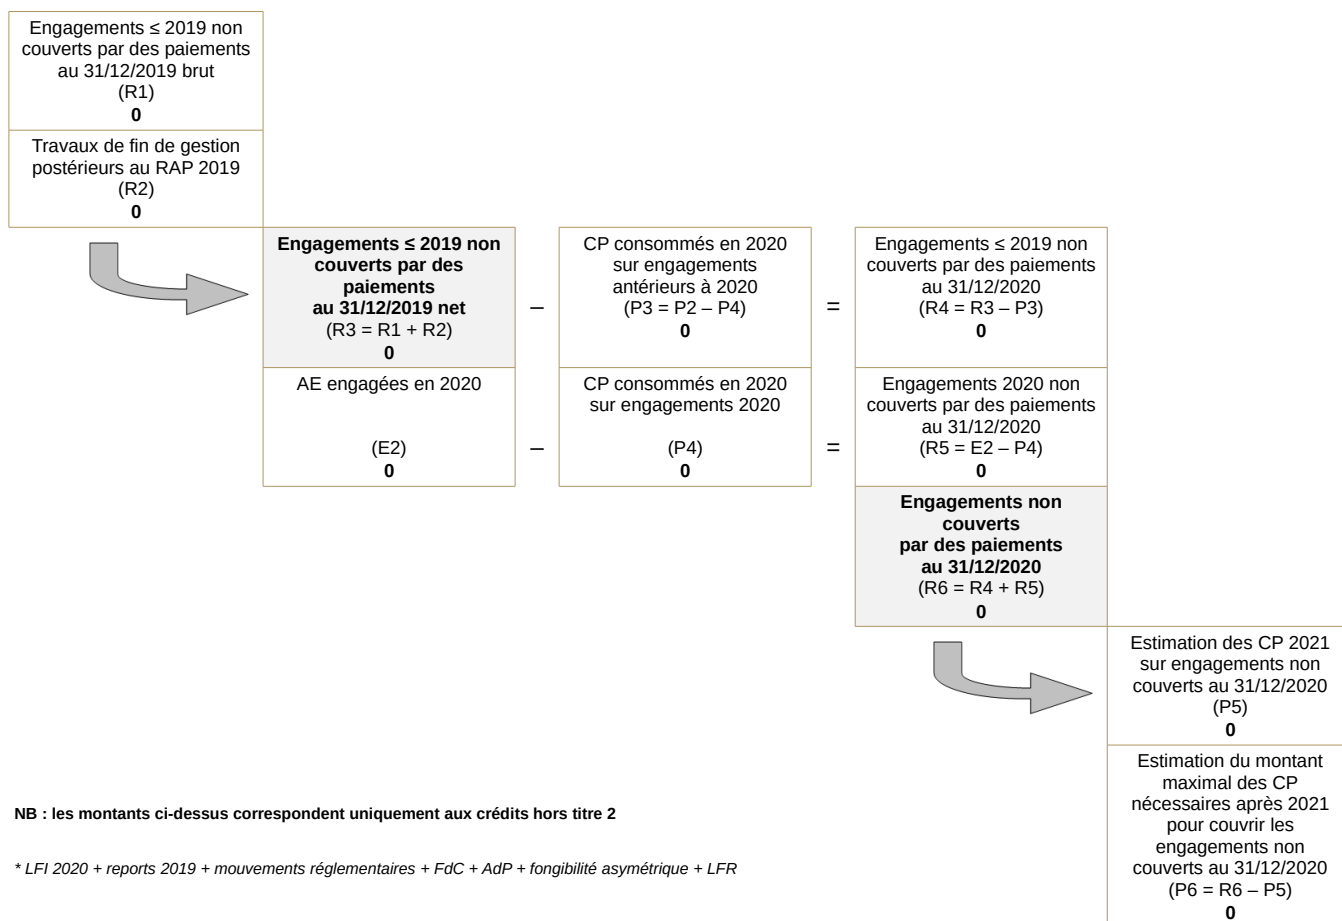 Engagements ≤ 2019 non
couverts par des paiements
au 31/12/2019 brut
(R1)
0
Travaux de fin de gestion
postérieurs au RAP 2019
(R2)
0
Engagements ≤ 2019 non
couverts par des
paiements
au 31/12/2019 net
(R3 = R1 + R2)
0
–
CP consommés en 2020
sur engagements
antérieurs à 2020
(P3 = P2 – P4)
0
=
Engagements ≤ 2019 non
couverts par des paiements
au 31/12/2020
(R4 = R3 – P3)
0
AE engagées en 2020
(E2)
0
–
CP consommés en 2020
sur engagements 2020
(P4)
0
=
Engagements 2020 non
couverts par des paiements
au 31/12/2020
(R5 = E2 – P4)
0
Engagements non
couverts
par des paiements
au 31/12/2020
(R6 = R4 + R5)
0
Estimation des CP 2021
sur engagements non
couverts au 31/12/2020
(P5)
0
Estimation du montant
maximal des CP
nécessaires après 2021
pour couvrir les
engagements non
couverts au 31/12/2020
(P6 = R6 – P5)
0
NB : les montants ci-dessus correspondent uniquement aux crédits hors titre 2
* LFI 2020 + reports 2019 + mouvements réglementaires + FdC + AdP + fongibilité asymétrique + LFR